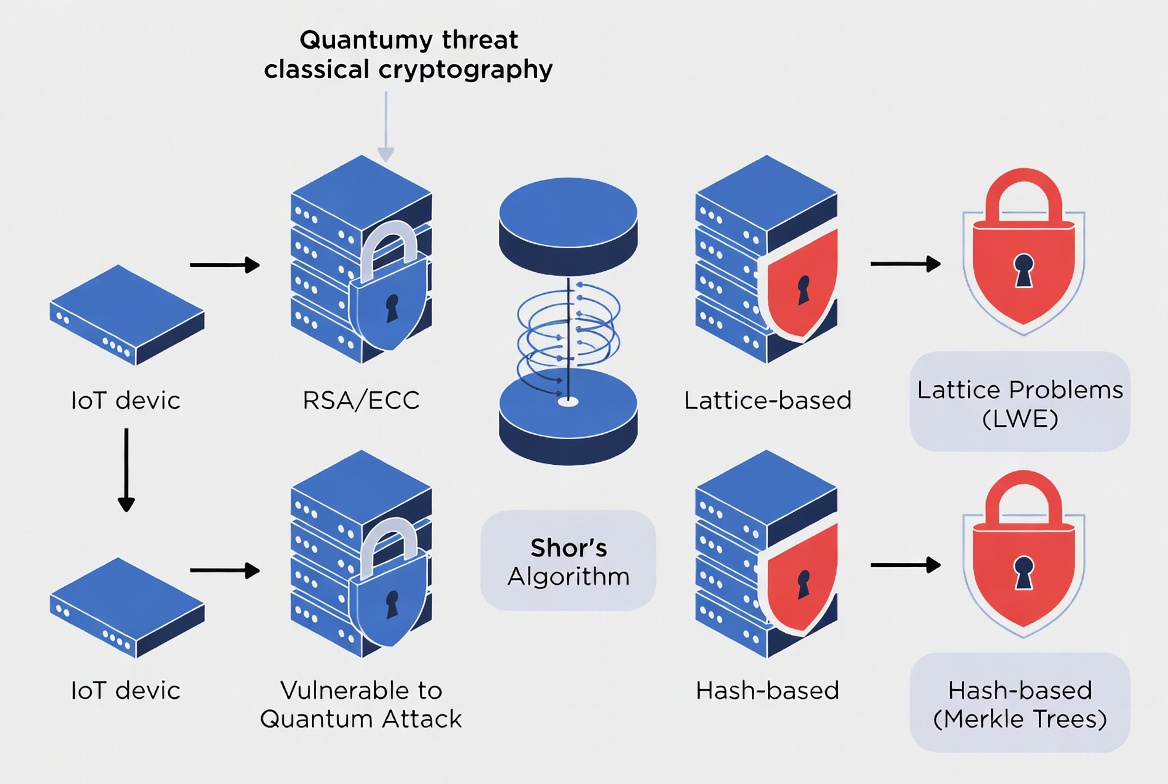 Quantumy threat
classical cryptography
IoT devic
RSA/ECC
Lattice-based
Lattice Problems
(LWE)
Shor's
Algorithm
IoT devic
Vulnerable to
Quantum Attack
Hash-based
Hash-based
(Merkle Trees)